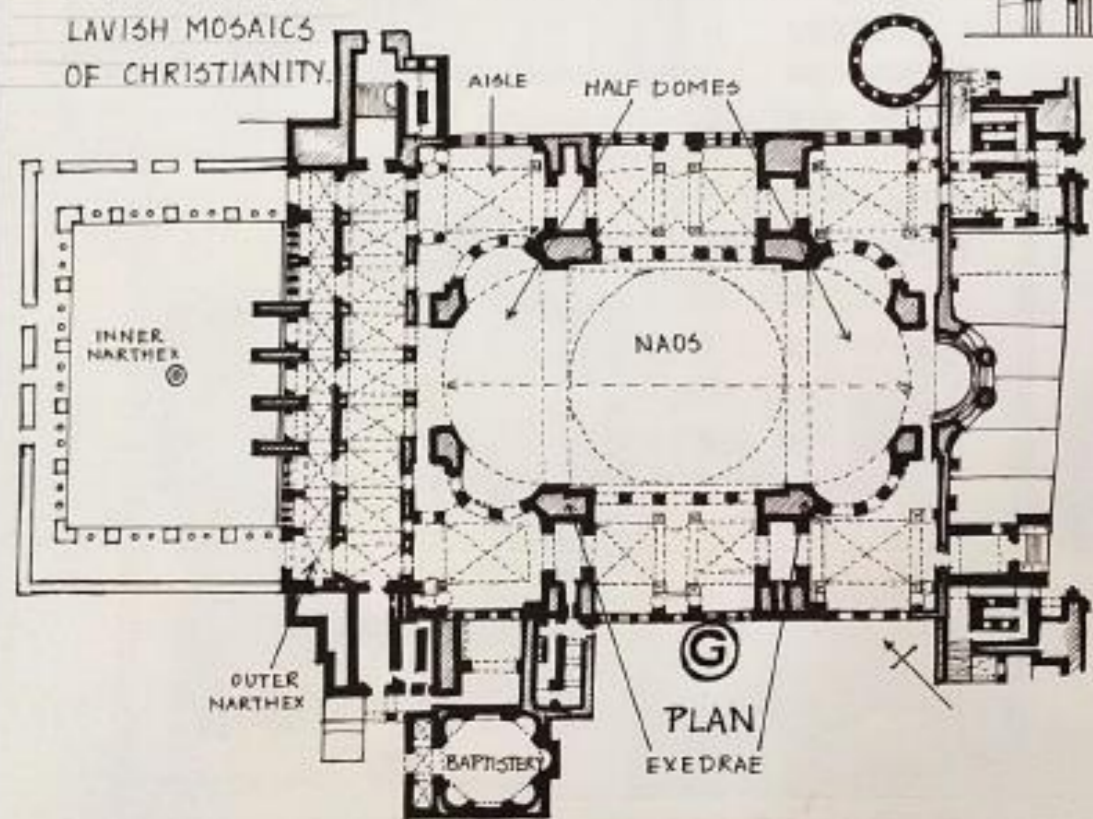 LAVISH MOSAICS
OF CHRISTIANITY.
AISLE
HALF DOMES
INNER
NARTHEX
NAOS
OUTER
NARTHEX
G
PLAN
BAPTISTERY
EXEDRAE